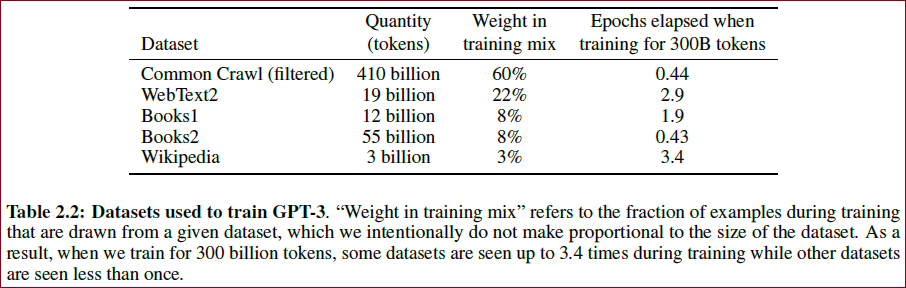 Quantity Weight in Epochs elapsed when
Dataset (tokens) training mix training for 300B tokens
Common Crawl (filtered) 410 billion 60% 0.44
WebText2 19 billion 22% 2.9
Books1 12 billion 8% 1.9
Books2 55 billion 8% 0.43
Wikipedia 3 billion 3% 3.4
Table 2.2: Datasets used to train GPT-3. “Weight in training mix” refers to the fraction of examples during training
that are drawn from a given dataset, which we intentionally do not make proportional to the size of the dataset. As a
result, when we train for 300 billion tokens, some datasets are seen up to 3.4 times during training while other datasets
are seen less than once.